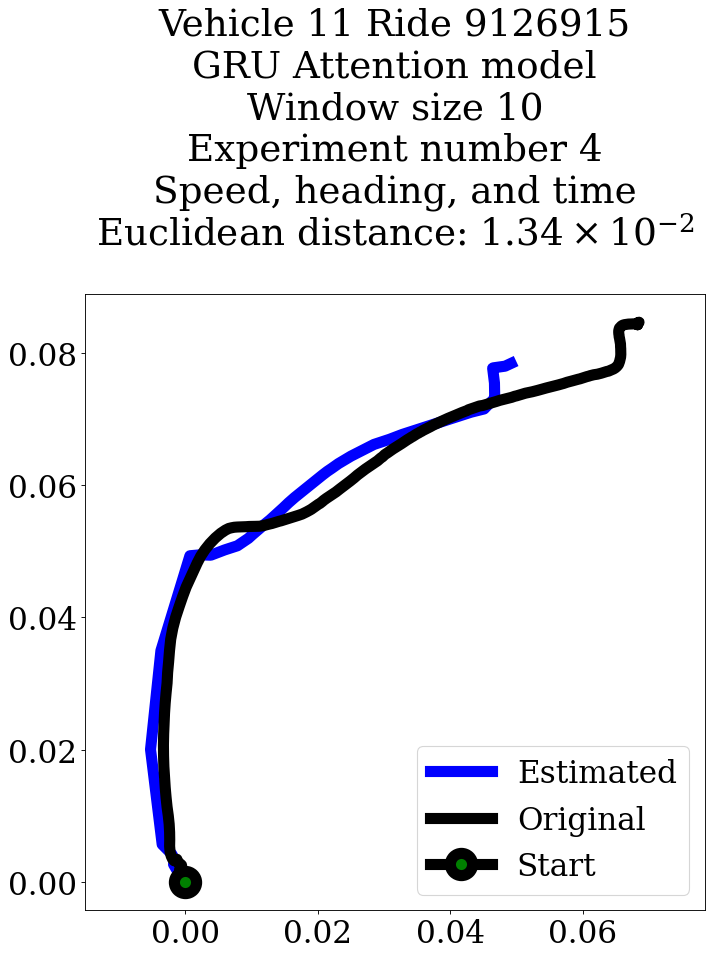 Vehicle 11 Ride 9126915
GRU Attention model
Window size 10
Experiment number 4
Speed, heading, and time
Euclidean distance: 1.34 × 10⁻²
0.08
0.06
0.04
0.02
0.00
Estimated
Original
Start
0.00 0.02 0.04 0.06